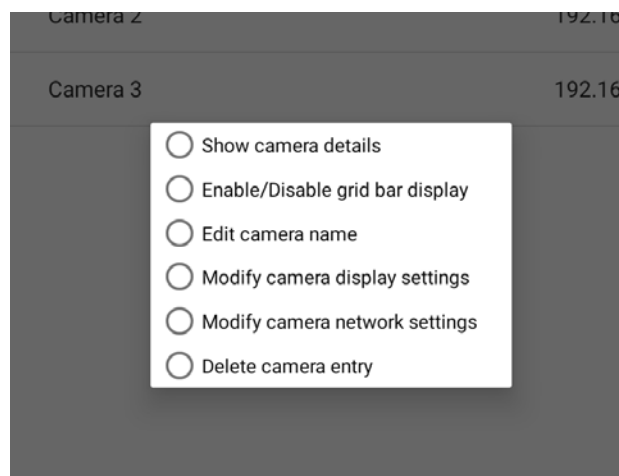 Camera 2 192.16
Camera 3 192.16
Show camera details
Enable/Disable grid bar display
Edit camera name
Modify camera display settings
Modify camera network settings
Delete camera entry